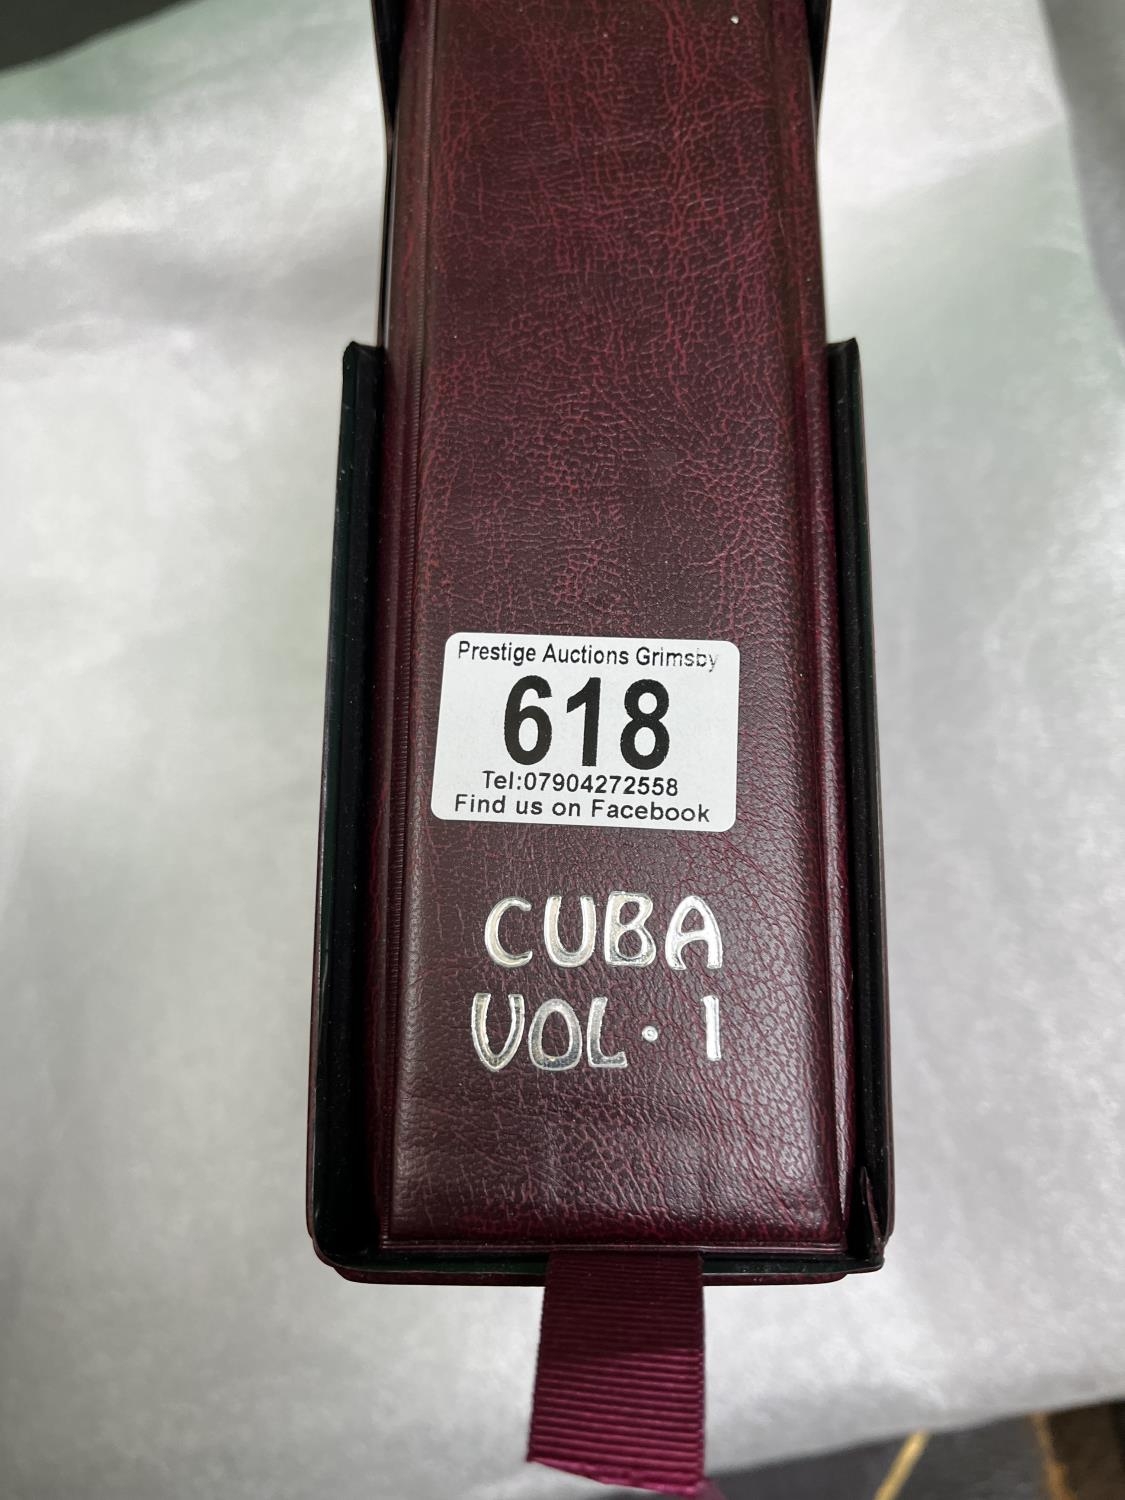 Prestige Auctions Grimsby
618
Tel:07904272558
Find us on Facebook
CUBA
VOL. 1